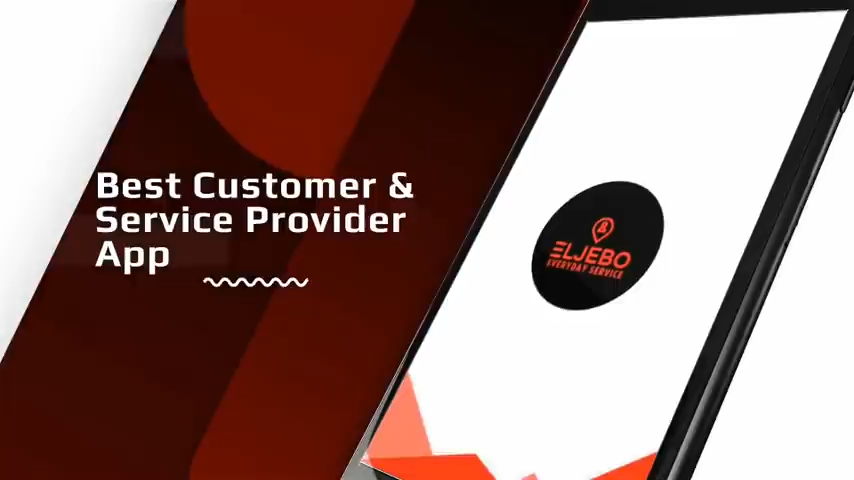 Best Customer &
Service Provider
App
&
ELJEBO
EVERYDAY SERVICE